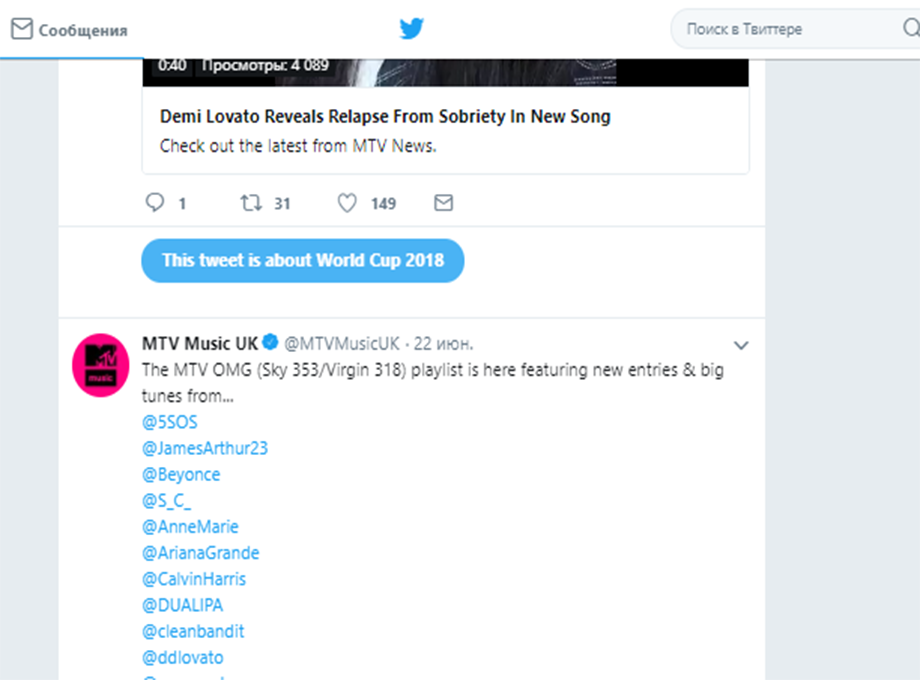 Сообщения
Поиск в Твиттере
0:40 Просмотры: 4 089
Demi Lovato Reveals Relapse From Sobriety In New Song
Check out the latest from MTV News.
1 31 149
This tweet is about World Cup 2018
MTV Music UK @MTVMusicUK · 22 июн.
The MTV OMG (Sky 353/Virgin 318) playlist is here featuring new entries & big
tunes from...
@5SOS
@JamesArthur23
@Beyonce
@S_C_
@AnneMarie
@ArianaGrande
@CalvinHarris
@DUALIPA
@cleanbandit
@ddlovato